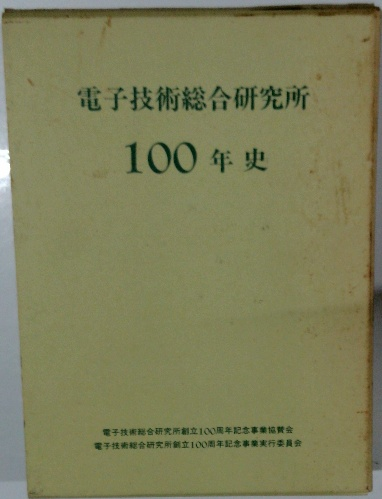 電子技術総合研究所
100年史
電子技術総合研究所創立100周年記念事業協賛会
電子技術総合研究所創立100周年記念事業実行委員会